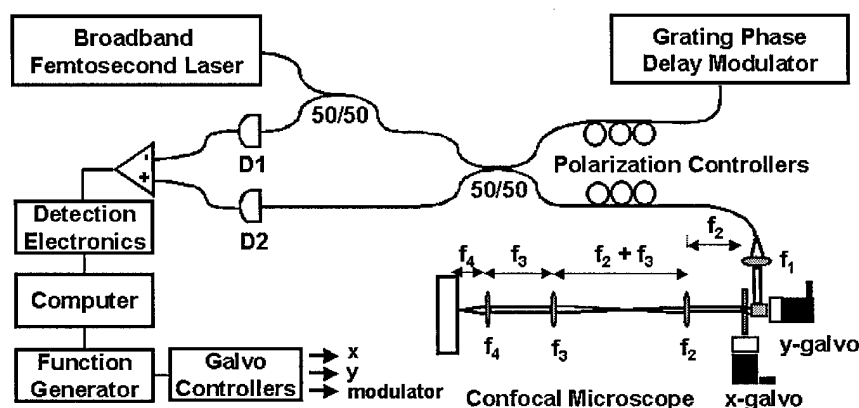 Broadband
Femtosecond Laser
Grating Phase
Delay Modulator
50/50
D1
-
+
D2
50/50
Polarization Controllers
Detection
Electronics
Computer
Function
Generator
Galvo
Controllers
x
y
modulator
f2
f1
f4
f3
f2 + f3
f4
f3
f2
y-galvo
x-galvo
Confocal Microscope